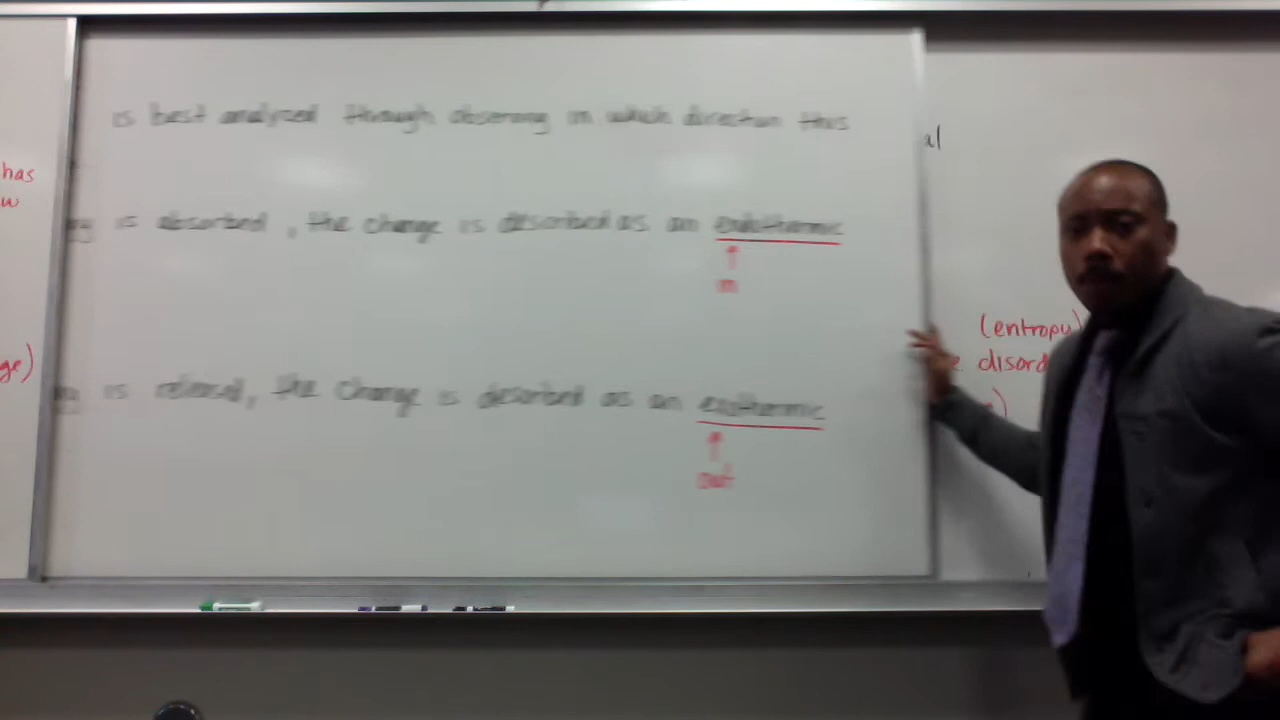 has
w
ge)
is best analyzed through observing in which direction this
is absorbed, the change is described as an endothermic
↑
in
is released, the change is described as an exothermic
↑
out
al
(entropy)
disord